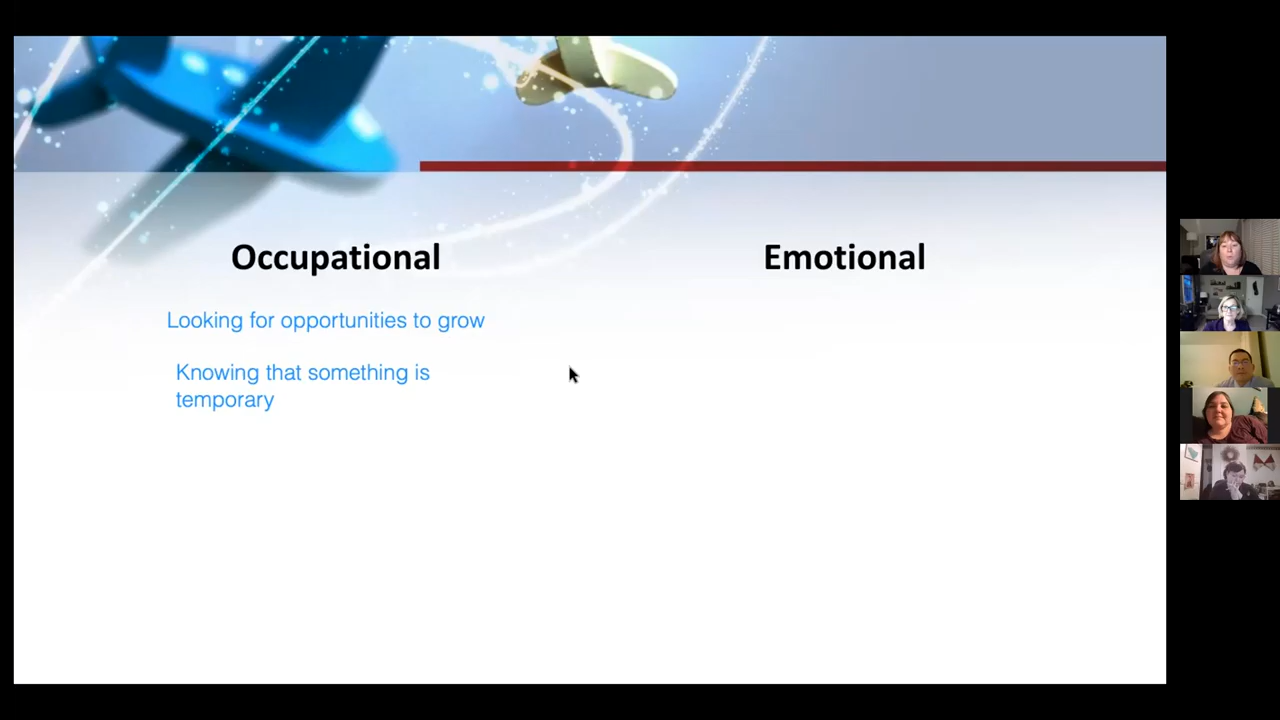 Occupational
Emotional
Looking for opportunities to grow
Knowing that something is
temporary